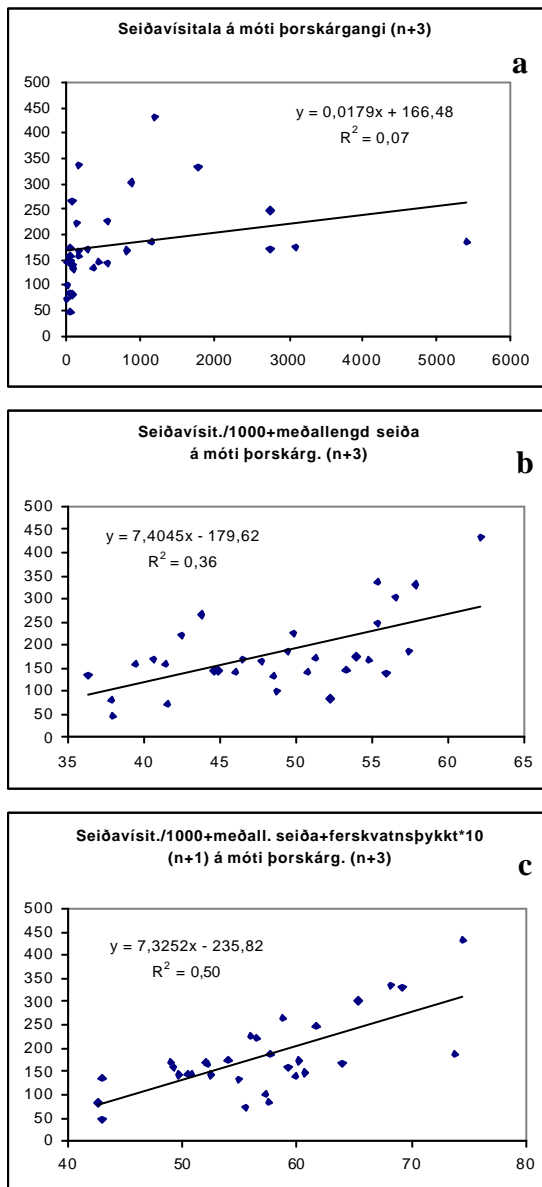 Seiðavísitala á móti þorskárgangi (n+3)
a
500
450
400
350
300
250
200
150
100
50
0
y = 0,0179x + 166,48
R² = 0,07
0 1000 2000 3000 4000 5000 6000
Seiðavísit./1000+meðallengd seiða
á móti þorskárg. (n+3)
b
500
450
400
350
300
250
200
150
100
50
0
y = 7,4045x - 179,62
R² = 0,36
35 40 45 50 55 60 65
Seiðavísit./1000+meðall. seiða+ferskvatnsþykkt*10
(n+1) á móti þorskárg. (n+3)
c
500
450
400
350
300
250
200
150
100
50
0
y = 7,3252x - 235,82
R² = 0,50
40 50 60 70 80